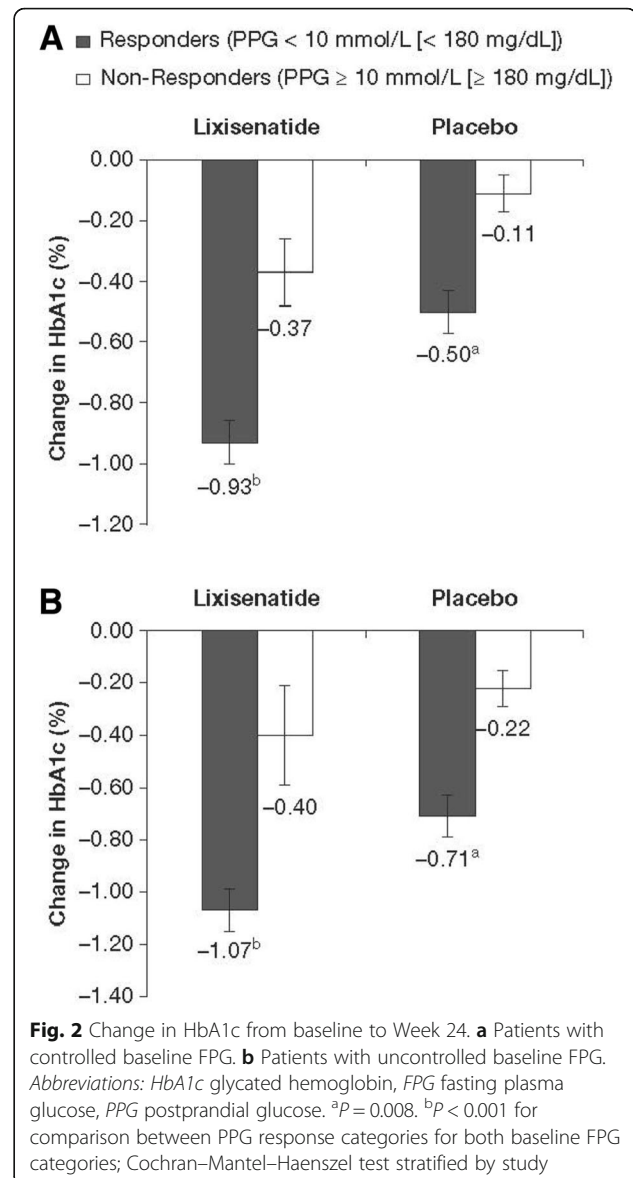 A
■ Responders (PPG < 10 mmol/L [< 180 mg/dL])
□ Non-Responders (PPG ≥ 10 mmol/L [≥ 180 mg/dL])
Lixisenatide Placebo
Change in HbA1c (%)
0.00
−0.20
−0.40
−0.60
−0.80
−1.00
−1.20
−0.93b
−0.37
−0.50a
−0.11
B
Lixisenatide Placebo
Change in HbA1c (%)
0.00
−0.20
−0.40
−0.60
−0.80
−1.00
−1.20
−1.40
−1.07b
−0.40
−0.71a
−0.22
Fig. 2 Change in HbA1c from baseline to Week 24. a Patients with
controlled baseline FPG. b Patients with uncontrolled baseline FPG.
Abbreviations: HbA1c glycated hemoglobin, FPG fasting plasma
glucose, PPG postprandial glucose. aP = 0.008. bP < 0.001 for
comparison between PPG response categories for both baseline FPG
categories; Cochran–Mantel–Haenszel test stratified by study